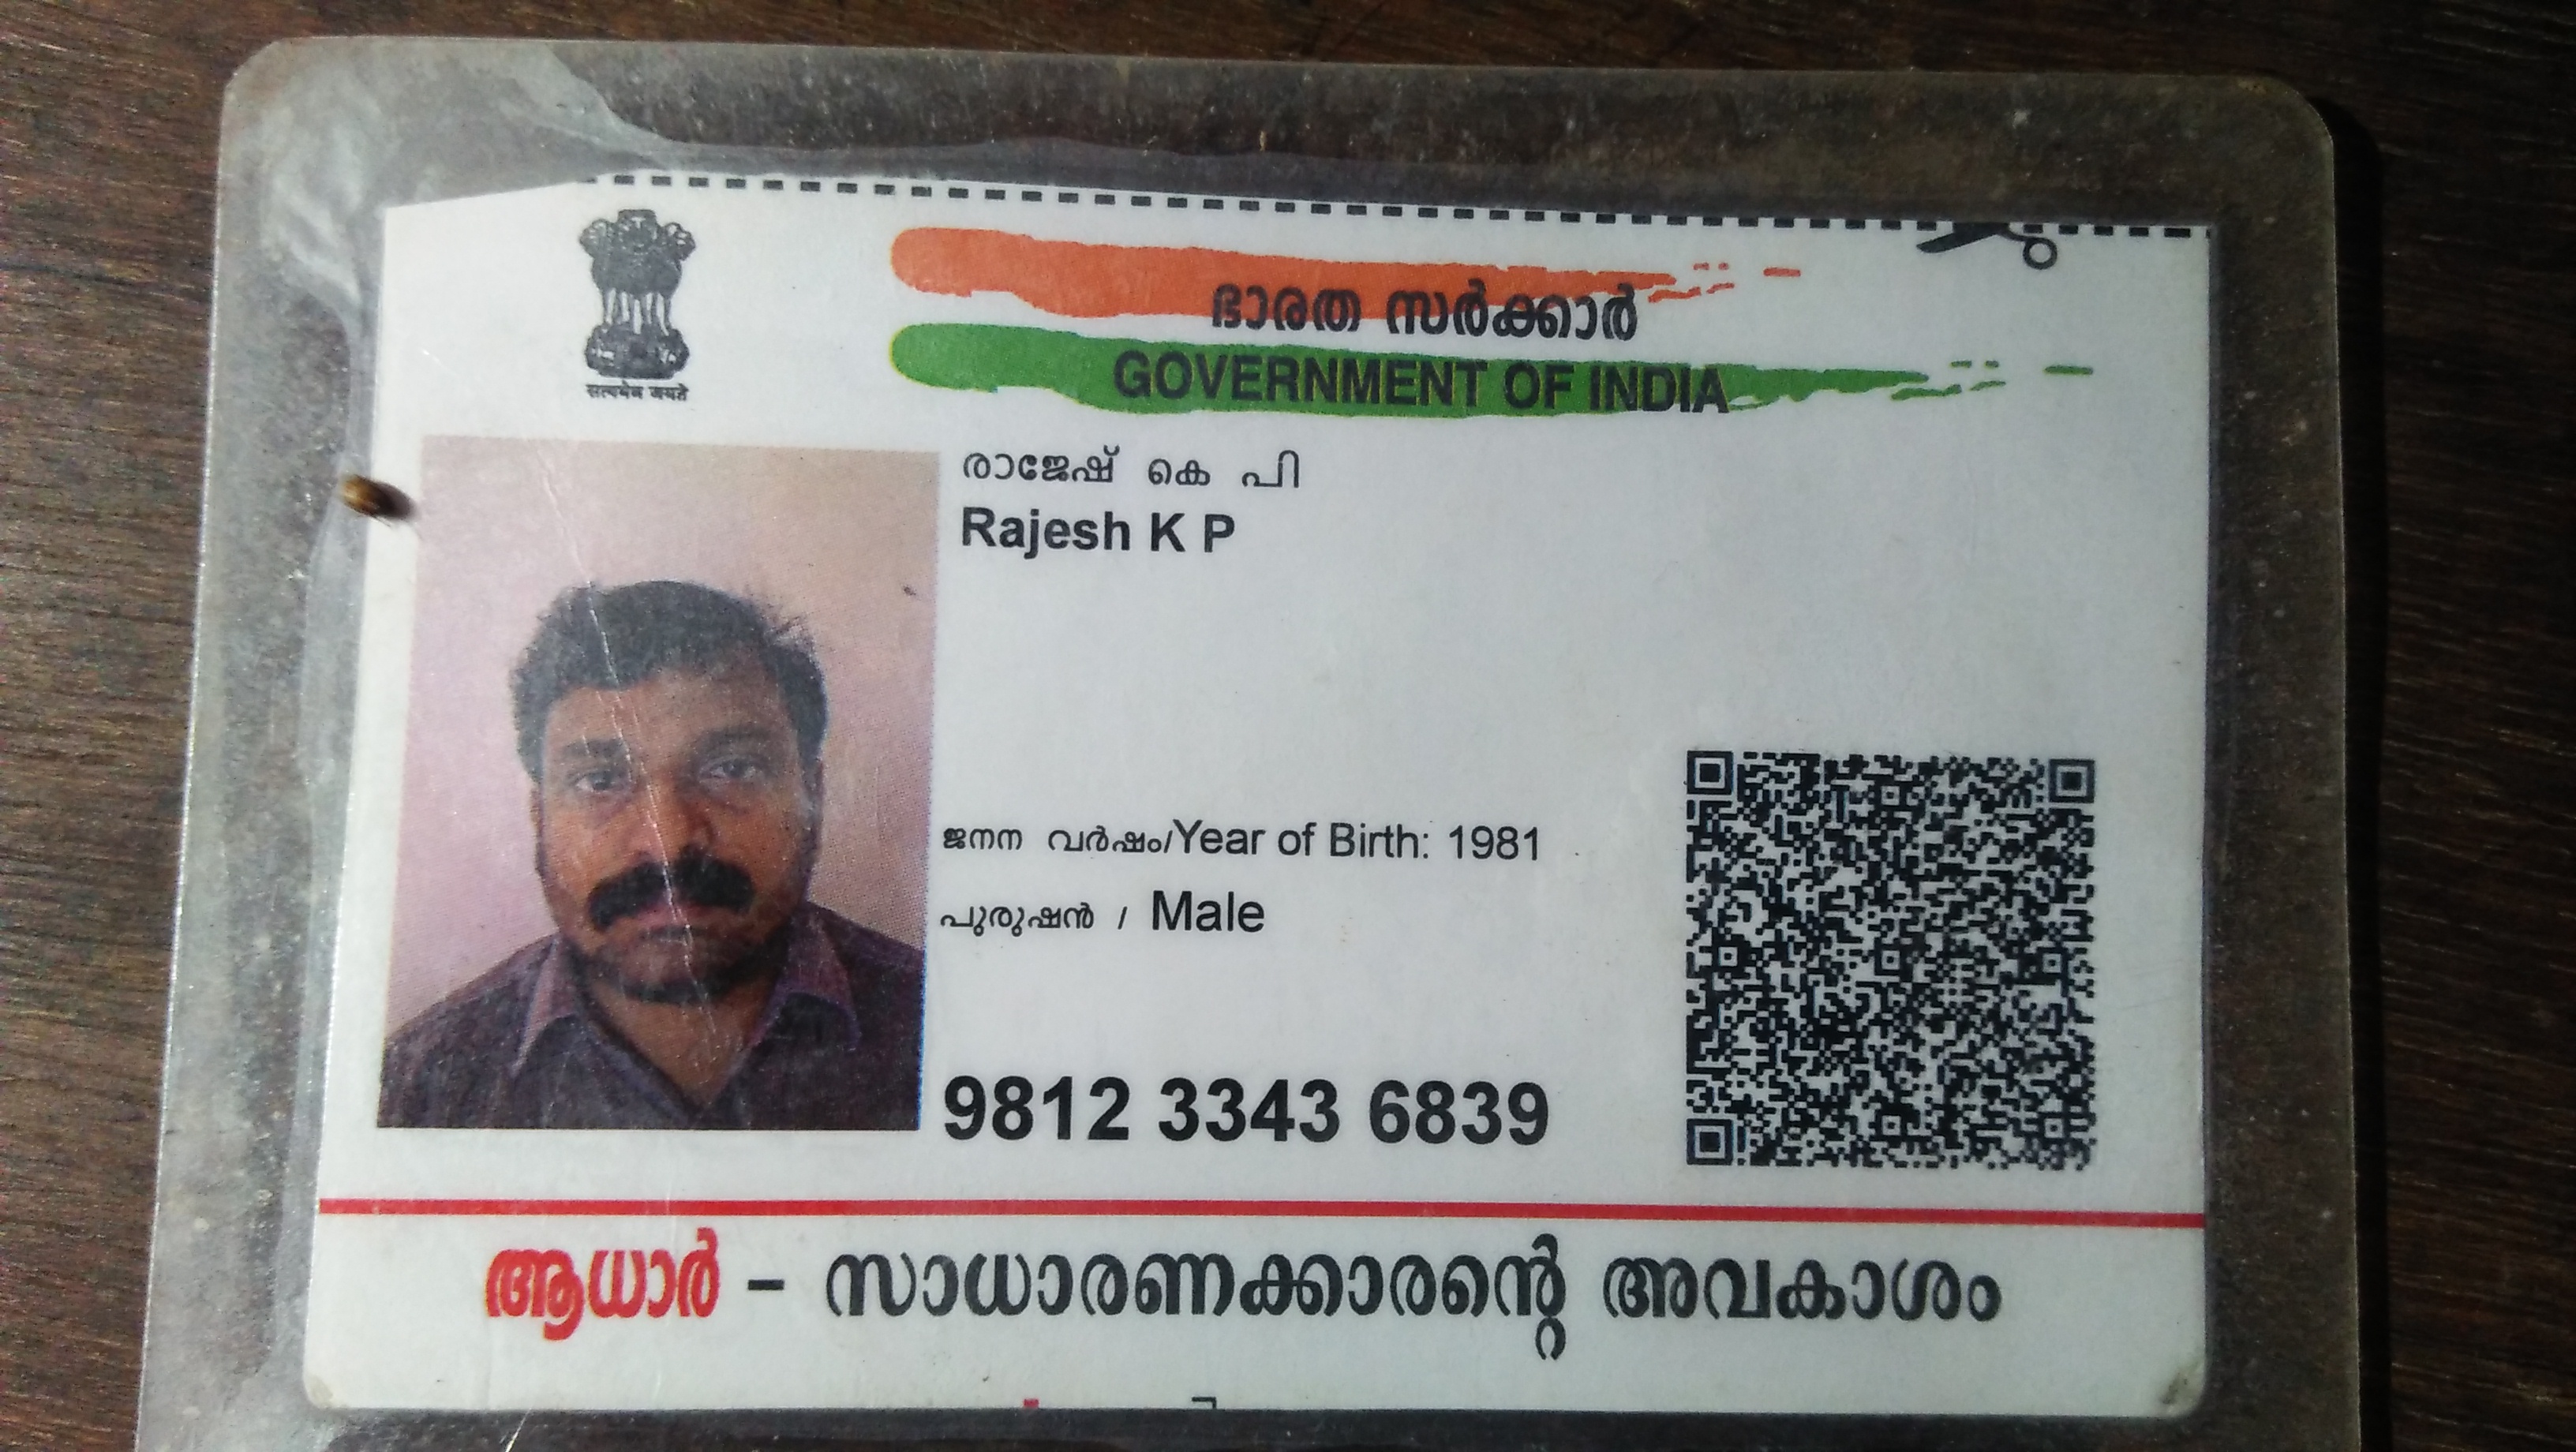 सत्यमेव जयते
ഭാരത സർക്കാർ
GOVERNMENT OF INDIA
രാജേഷ് കെ പി
Rajesh K P
ജനന വർഷം/Year of Birth: 1981
പുരുഷൻ / Male
9812 3343 6839
ആധാർ - സാധാരണക്കാരന്റെ അവകാശം